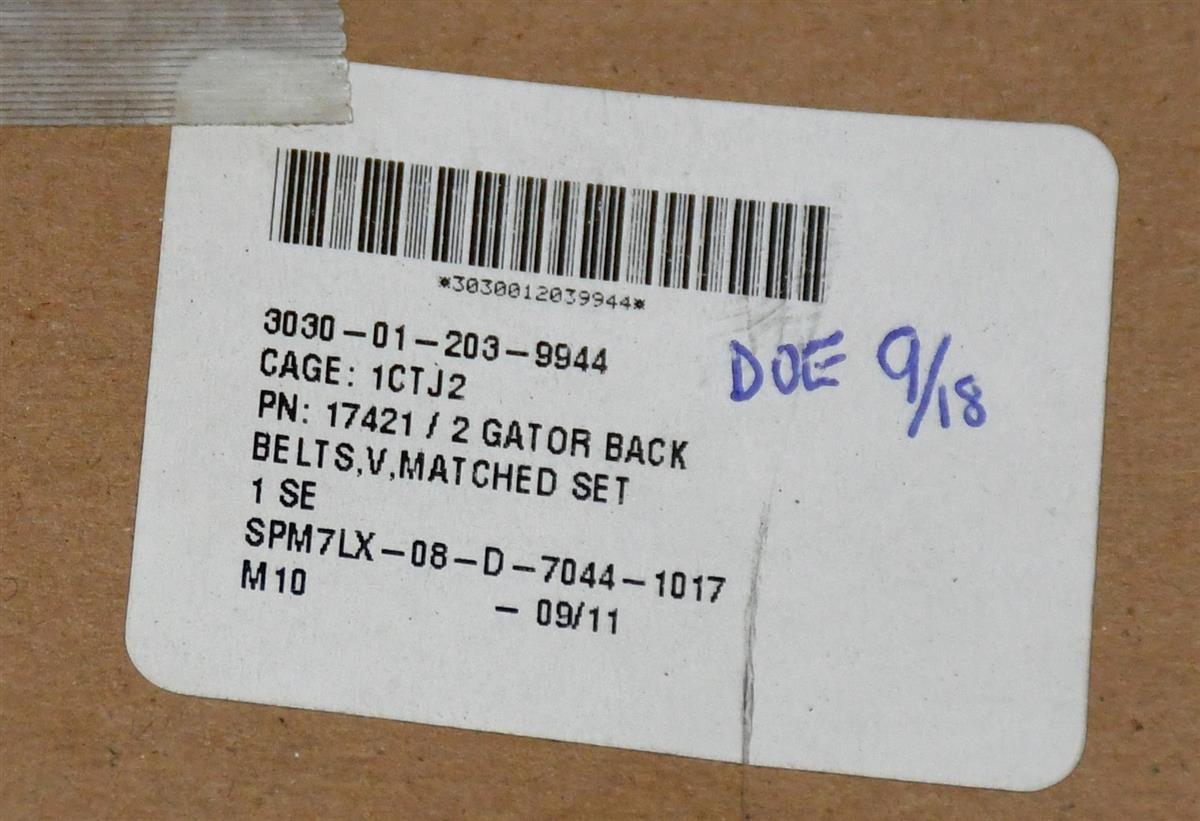 *3030012039944*
3030-01-203-9944
CAGE: 1CTJ2
PN: 17421 / 2 GATOR BACK
BELTS,V,MATCHED SET
1 SE
SPM7LX-08-D-7044-1017
M10 - 09/11
DOE 9/18